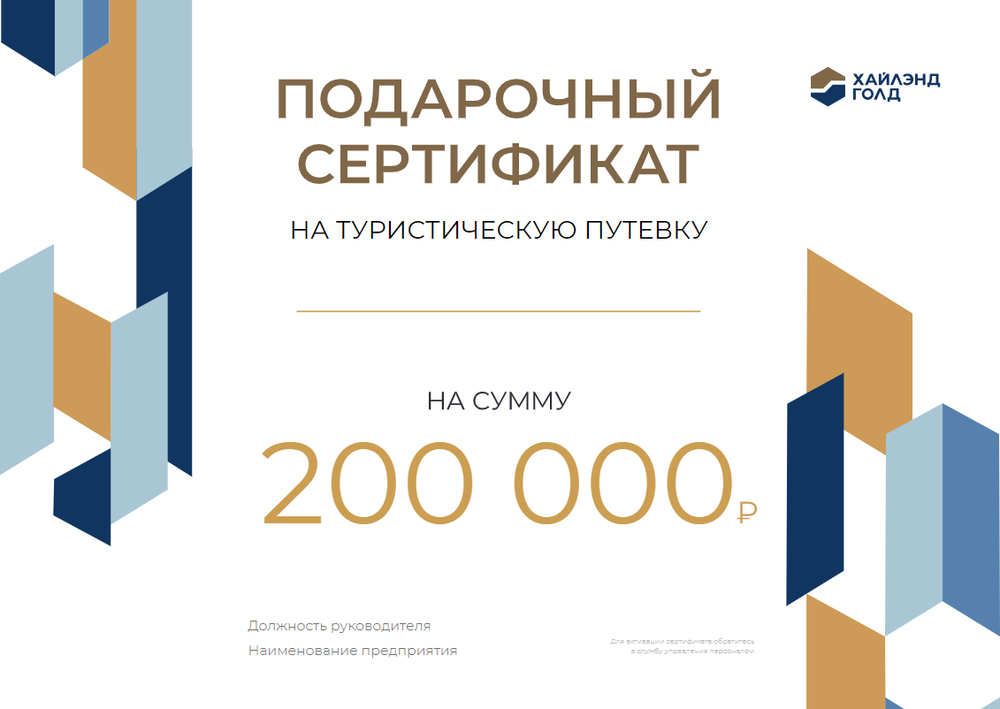 ПОДАРОЧНЫЙ
СЕРТИФИКАТ
ХАЙЛЭНД
ГОЛД
НА ТУРИСТИЧЕСКУЮ ПУТЕВКУ
НА СУММУ
200 000 ₽
Должность руководителя
Наименование предприятия
Для активации сертификата обратитесь
в службу управления персоналом